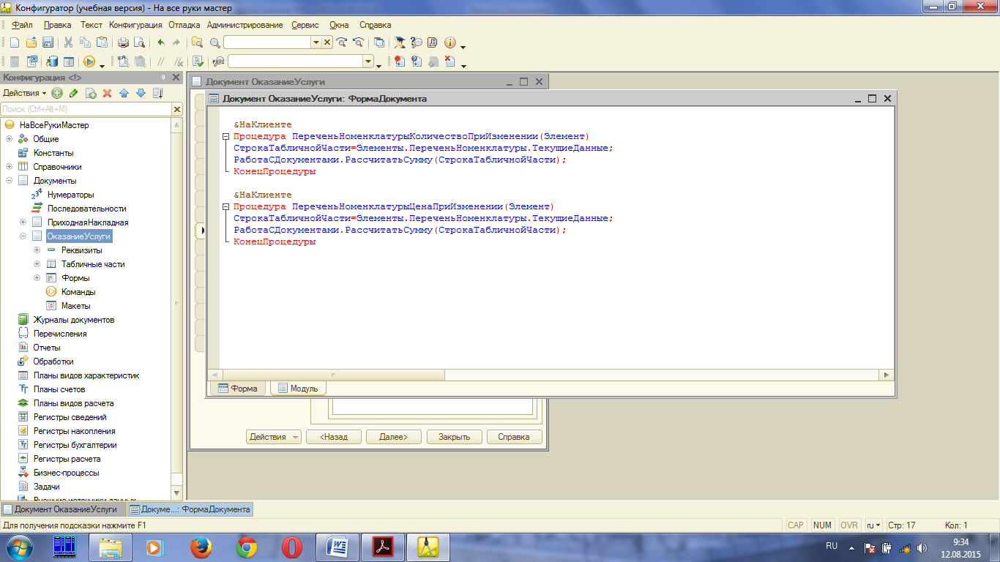 Конфигуратор (учебная версия) - На все руки мастер
Файл Правка Текст Конфигурация Отладка Администрирование Сервис Окна Справка
Конфигурация <!>
Действия
Поиск (Ctrl+Alt+M)
НаВсеРукиМастер
Общие
Константы
Справочники
Документы
Нумераторы
Последовательности
ПриходнаяНакладная
ОказаниеУслуги
Реквизиты
Табличные части
Формы
Команды
Макеты
Журналы документов
Перечисления
Отчеты
Обработки
Планы видов характеристик
Планы счетов
Планы видов расчета
Регистры сведений
Регистры накопления
Регистры бухгалтерии
Регистры расчета
Бизнес-процессы
Задачи
Внешние источники данных
Документ ОказаниеУслуги
Документ ОказаниеУслуги: ФормаДокумента
&НаКлиенте
Процедура ПереченьНоменклатурыКоличествоПриИзменении(Элемент)
СтрокаТабличнойЧасти=Элементы.ПереченьНоменклатуры.ТекущиеДанные;
РаботаСДокументами.РассчитатьСумму(СтрокаТабличнойЧасти);
КонецПроцедуры
&НаКлиенте
Процедура ПереченьНоменклатурыЦенаПриИзменении(Элемент)
СтрокаТабличнойЧасти=Элементы.ПереченьНоменклатуры.ТекущиеДанные;
РаботаСДокументами.РассчитатьСумму(СтрокаТабличнойЧасти);
КонецПроцедуры
Форма Модуль
Действия <Назад Далее> Закрыть Справка
Документ ОказаниеУслуги Докуме...: ФормаДокумента
Для получения подсказки нажмите F1 CAP NUM OVR ru Стр: 17 Кол: 1
RU 9:34
12.08.2015